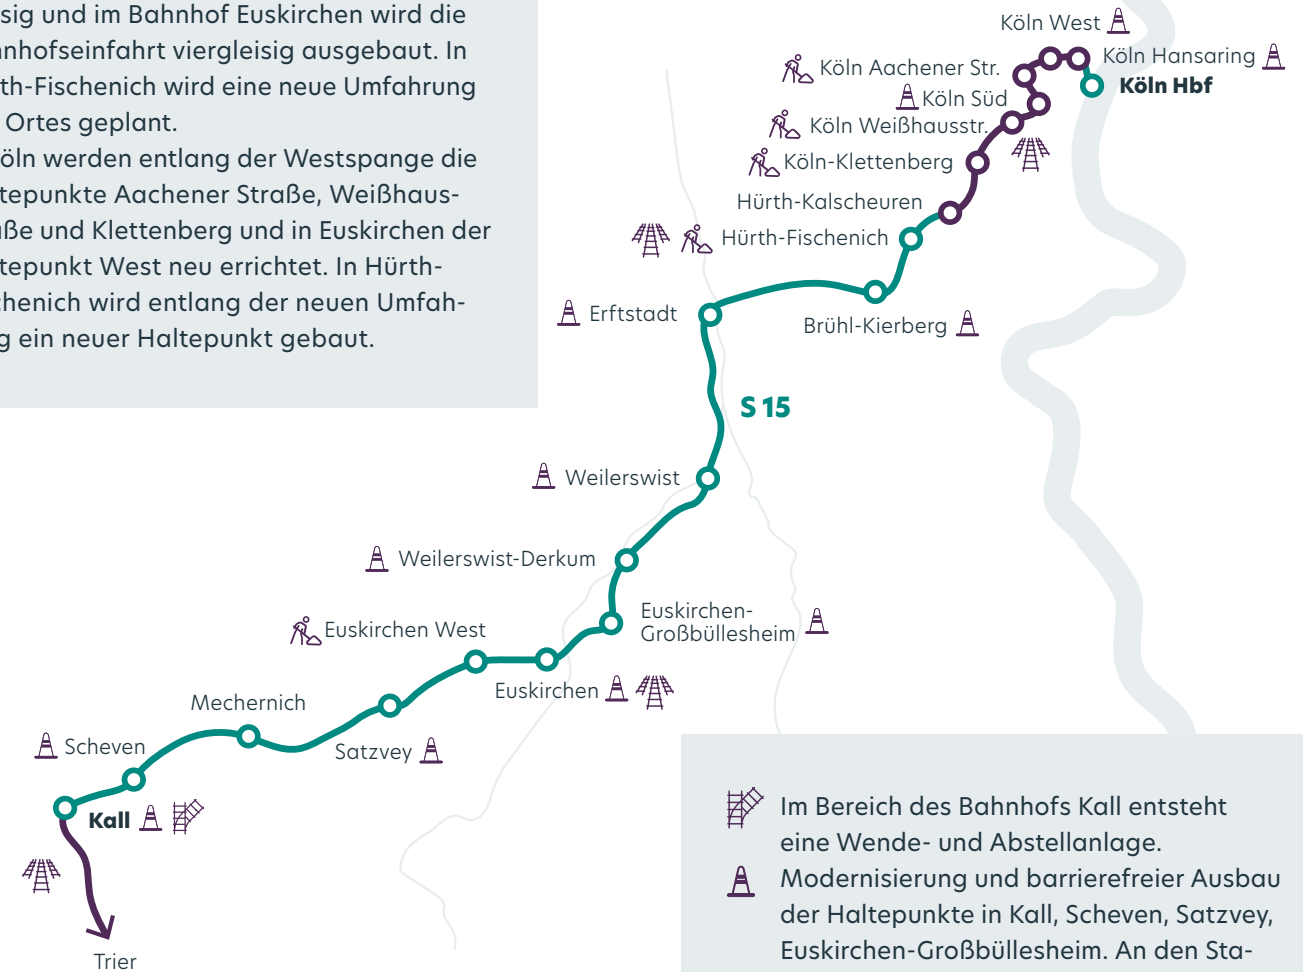 sig und im Bahnhof Euskirchen wird die
nhofseinfahrt viergleisig ausgebaut. In
th-Fischenich wird eine neue Umfahrung
Ortes geplant.
öln werden entlang der Westspange die
tepunkte Aachener Straße, Weißhaus-
ße und Klettenberg und in Euskirchen der
tepunkt West neu errichtet. In Hürth-
chenich wird entlang der neuen Umfah-
g ein neuer Haltepunkt gebaut.
Köln West
Köln Hansaring
Köln Aachener Str.
Köln Hbf
Köln Süd
Köln Weißhausstr.
Köln-Klettenberg
Hürth-Kalscheuren
Hürth-Fischenich
Erftstadt
Brühl-Kierberg
S 15
Weilerswist
Weilerswist-Derkum
Euskirchen-
Großbüllesheim
Euskirchen West
Euskirchen
Mechernich
Satzvey
Scheven
Kall
Trier
Im Bereich des Bahnhofs Kall entsteht
eine Wende- und Abstellanlage.
Modernisierung und barrierefreier Ausbau
der Haltepunkte in Kall, Scheven, Satzvey,
Euskirchen-Großbüllesheim. An den Sta-